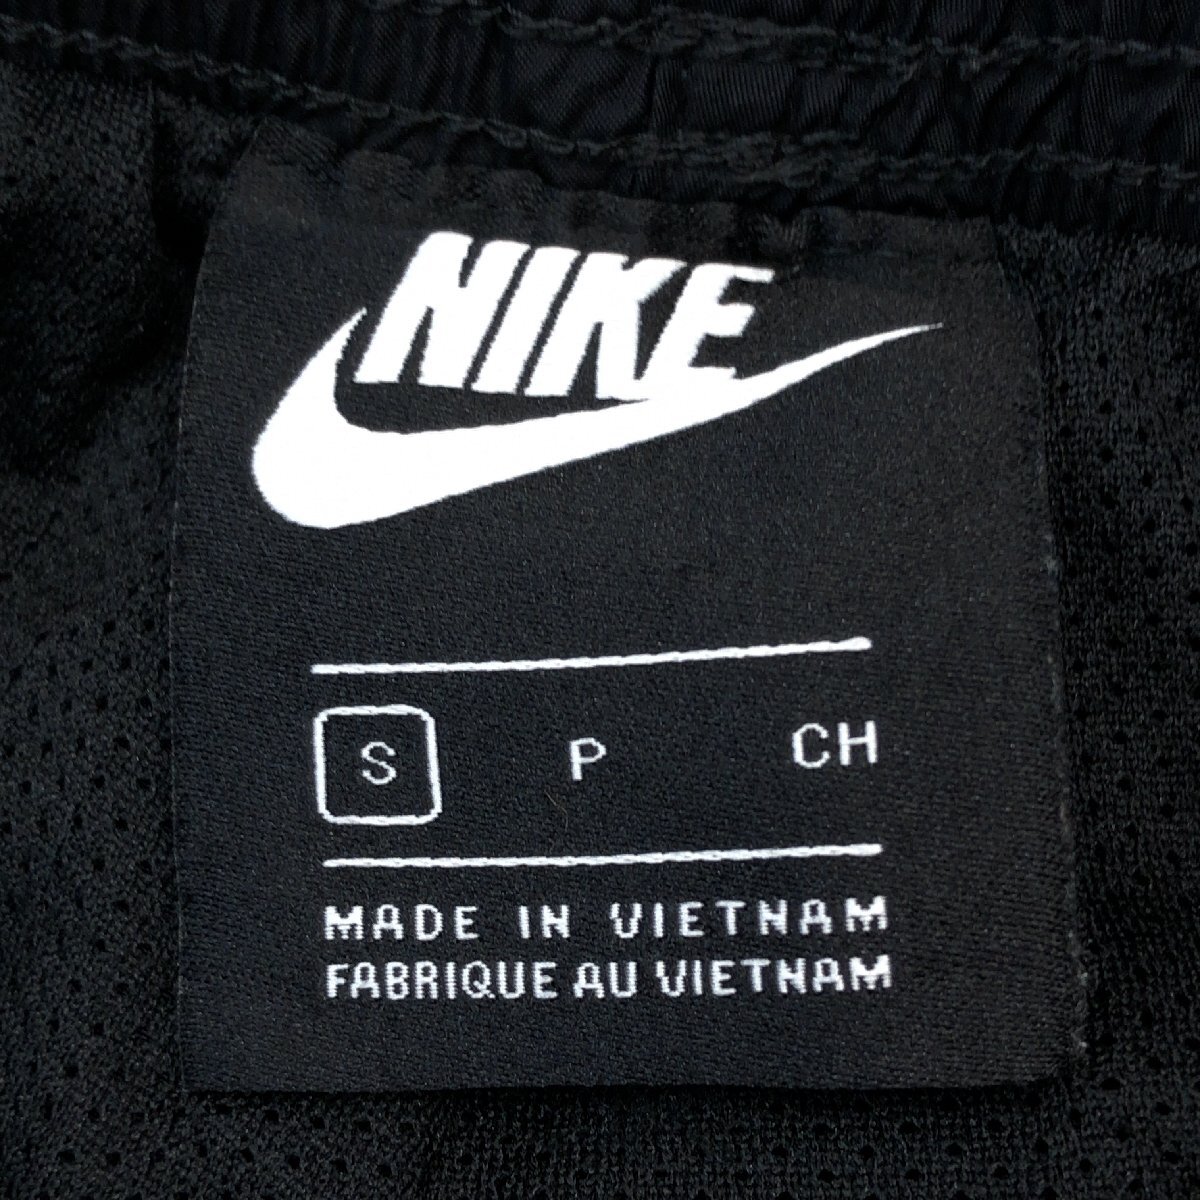 NIKE
S P CH
MADE IN VIETNAM
FABRIQUE AU VIETNAM